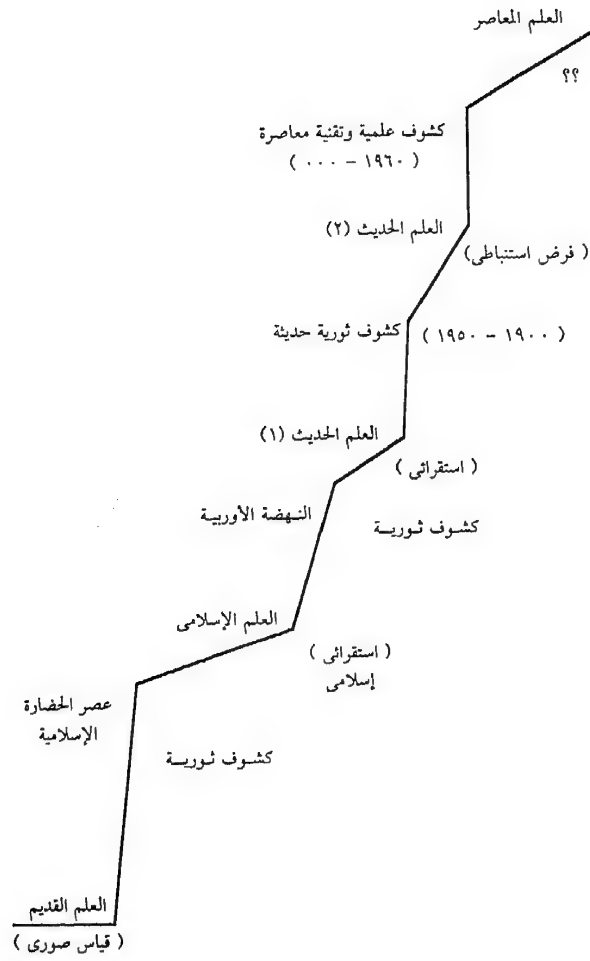 العلم المعاصر
؟؟
كشوف علمية وتقنية معاصرة
( ١٩٦٠ - ٠٠٠ )
العلم الحديث (٢)
( فرض استنباطى )
كشوف ثورية حديثة
( ١٩٠٠ - ١٩٥٠ )
العلم الحديث (١)
( استقرائى )
النهضة الأوربية
كشوف ثورية
العلم الإسلامى
( استقرائى )
إسلامى
عصر الحضارة
الإسلامية
كشوف ثورية
العلم القديم
( قياس صورى )